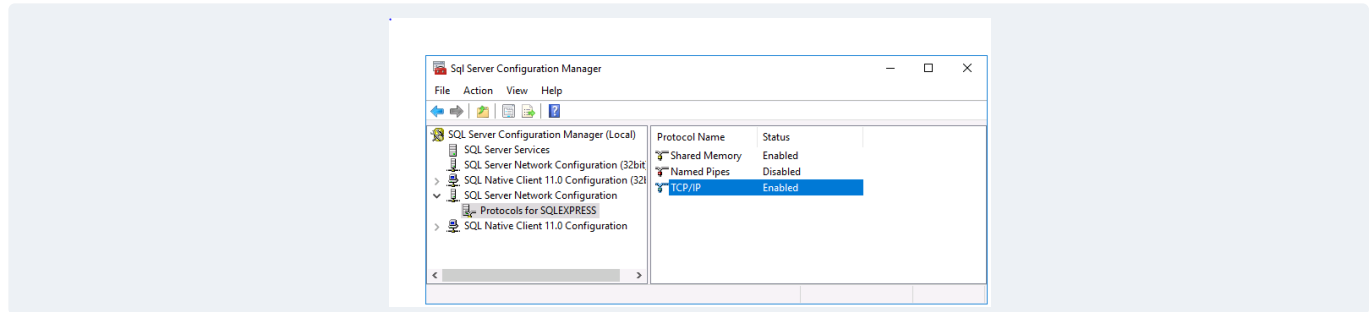 Sql Server Configuration Manager
File Action View Help
SQL Server Configuration Manager (Local)
SQL Server Services
SQL Server Network Configuration (32bit
SQL Native Client 11.0 Configuration (32
SQL Server Network Configuration
Protocols for SQLEXPRESS
SQL Native Client 11.0 Configuration
Protocol Name Status
Shared Memory Enabled
Named Pipes Disabled
TCP/IP Enabled